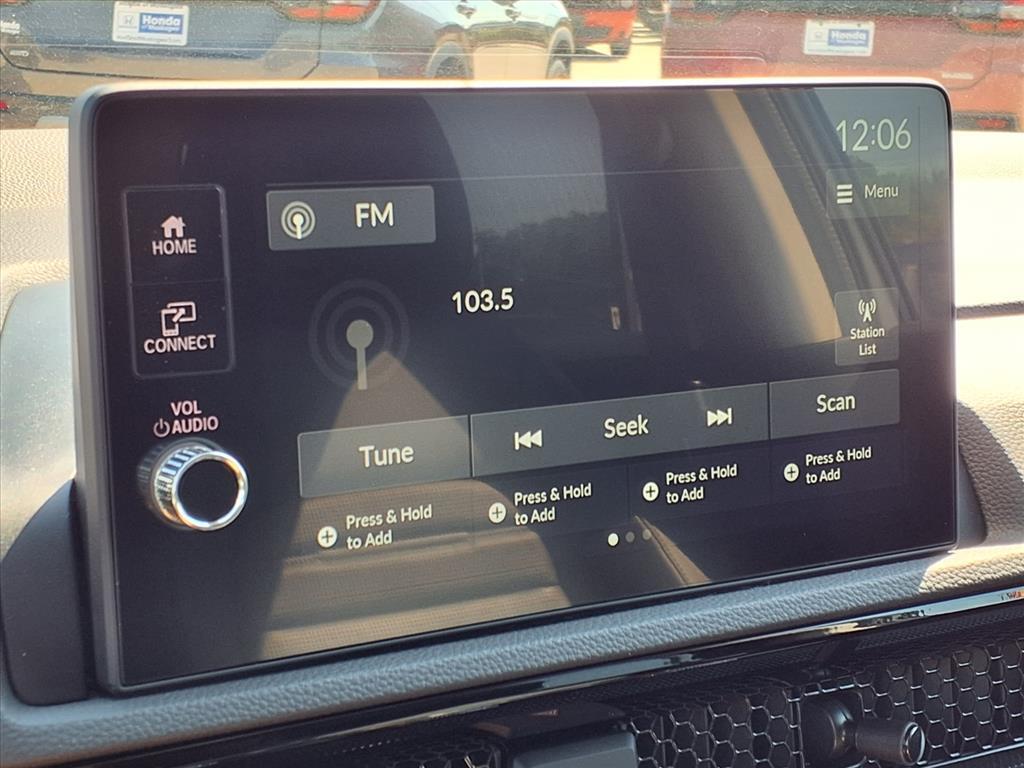 Honda
Honda
12:06
Menu
HOME
FM
103.5
CONNECT
Station
List
VOL
AUDIO
Tune
Seek
Scan
Press & Hold
to Add
Press & Hold
to Add
Press & Hold
to Add
Press & Hold
to Add